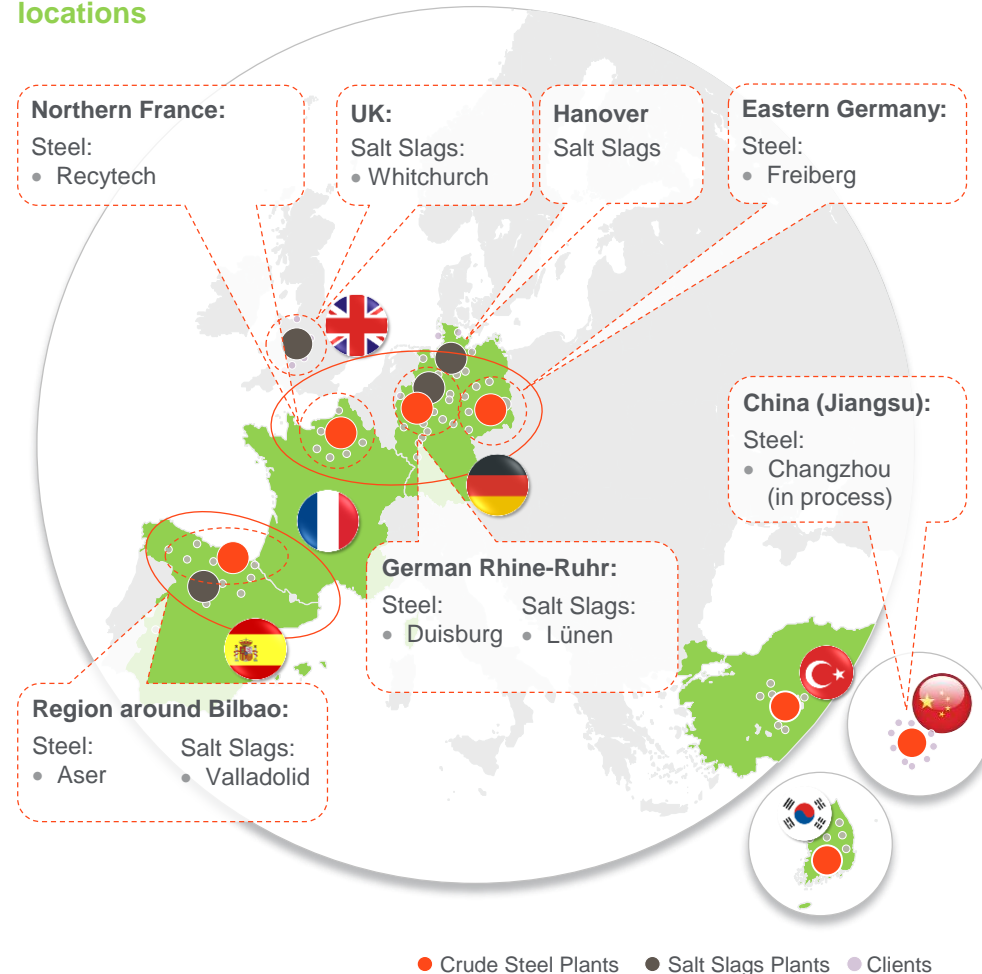 locations
Northern France:
Steel:
• Recytech
UK:
Salt Slags:
• Whitchurch
Hanover
Salt Slags
Eastern Germany:
Steel:
• Freiberg
China (Jiangsu):
Steel:
• Changzhou
(in process)
German Rhine-Ruhr:
Steel: Salt Slags:
• Duisburg • Lünen
Region around Bilbao:
Steel: Salt Slags:
• Aser • Valladolid
Crude Steel Plants Salt Slags Plants Clients